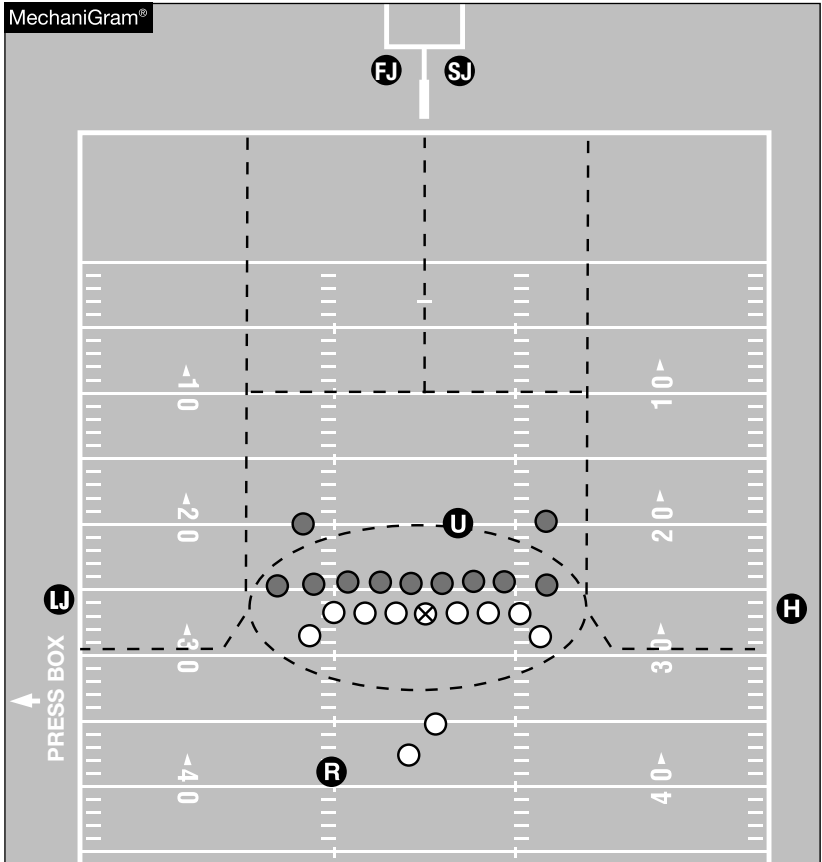 MechaniGram®
FJ SJ
◄10 10►
◄20 20►
U
LJ H
◄30 30►
PRESS BOX
R
◄40 40►